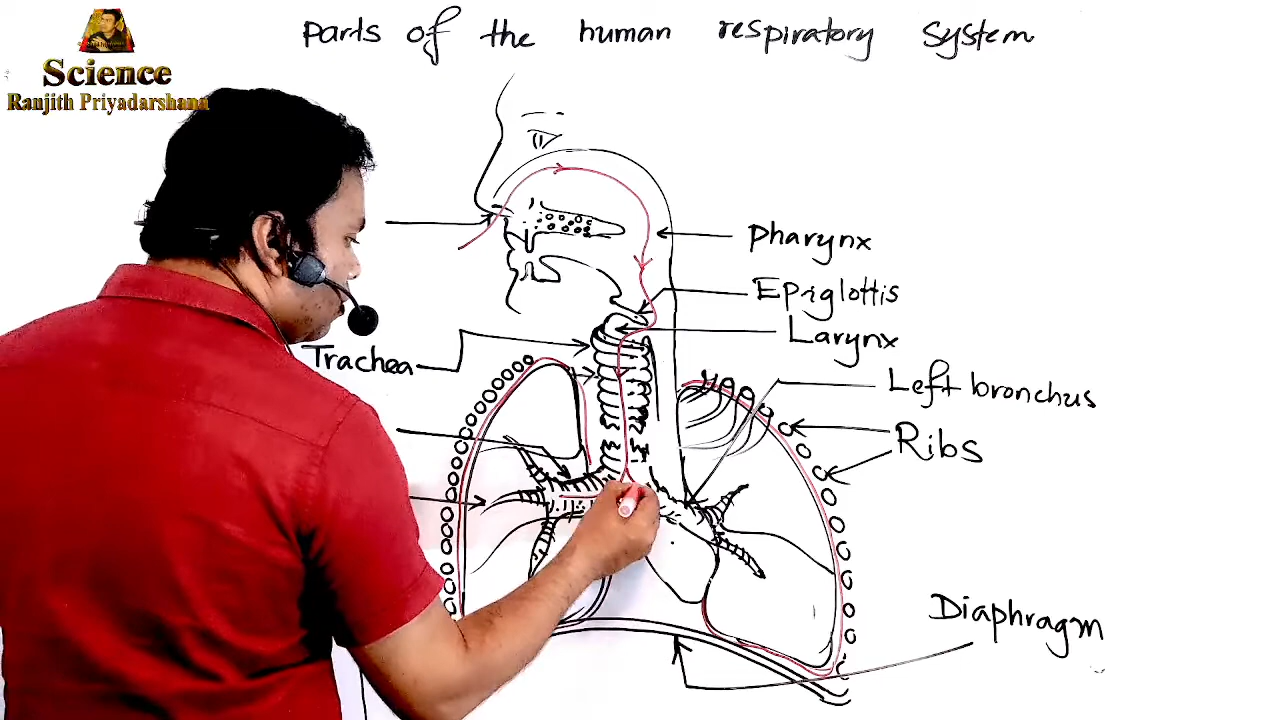 Parts of the human respiratory system
Science
Ranjith Priyadarshana
Pharynx
Epiglottis
Larynx
Trachea
Left bronchus
Ribs
Diaphragm